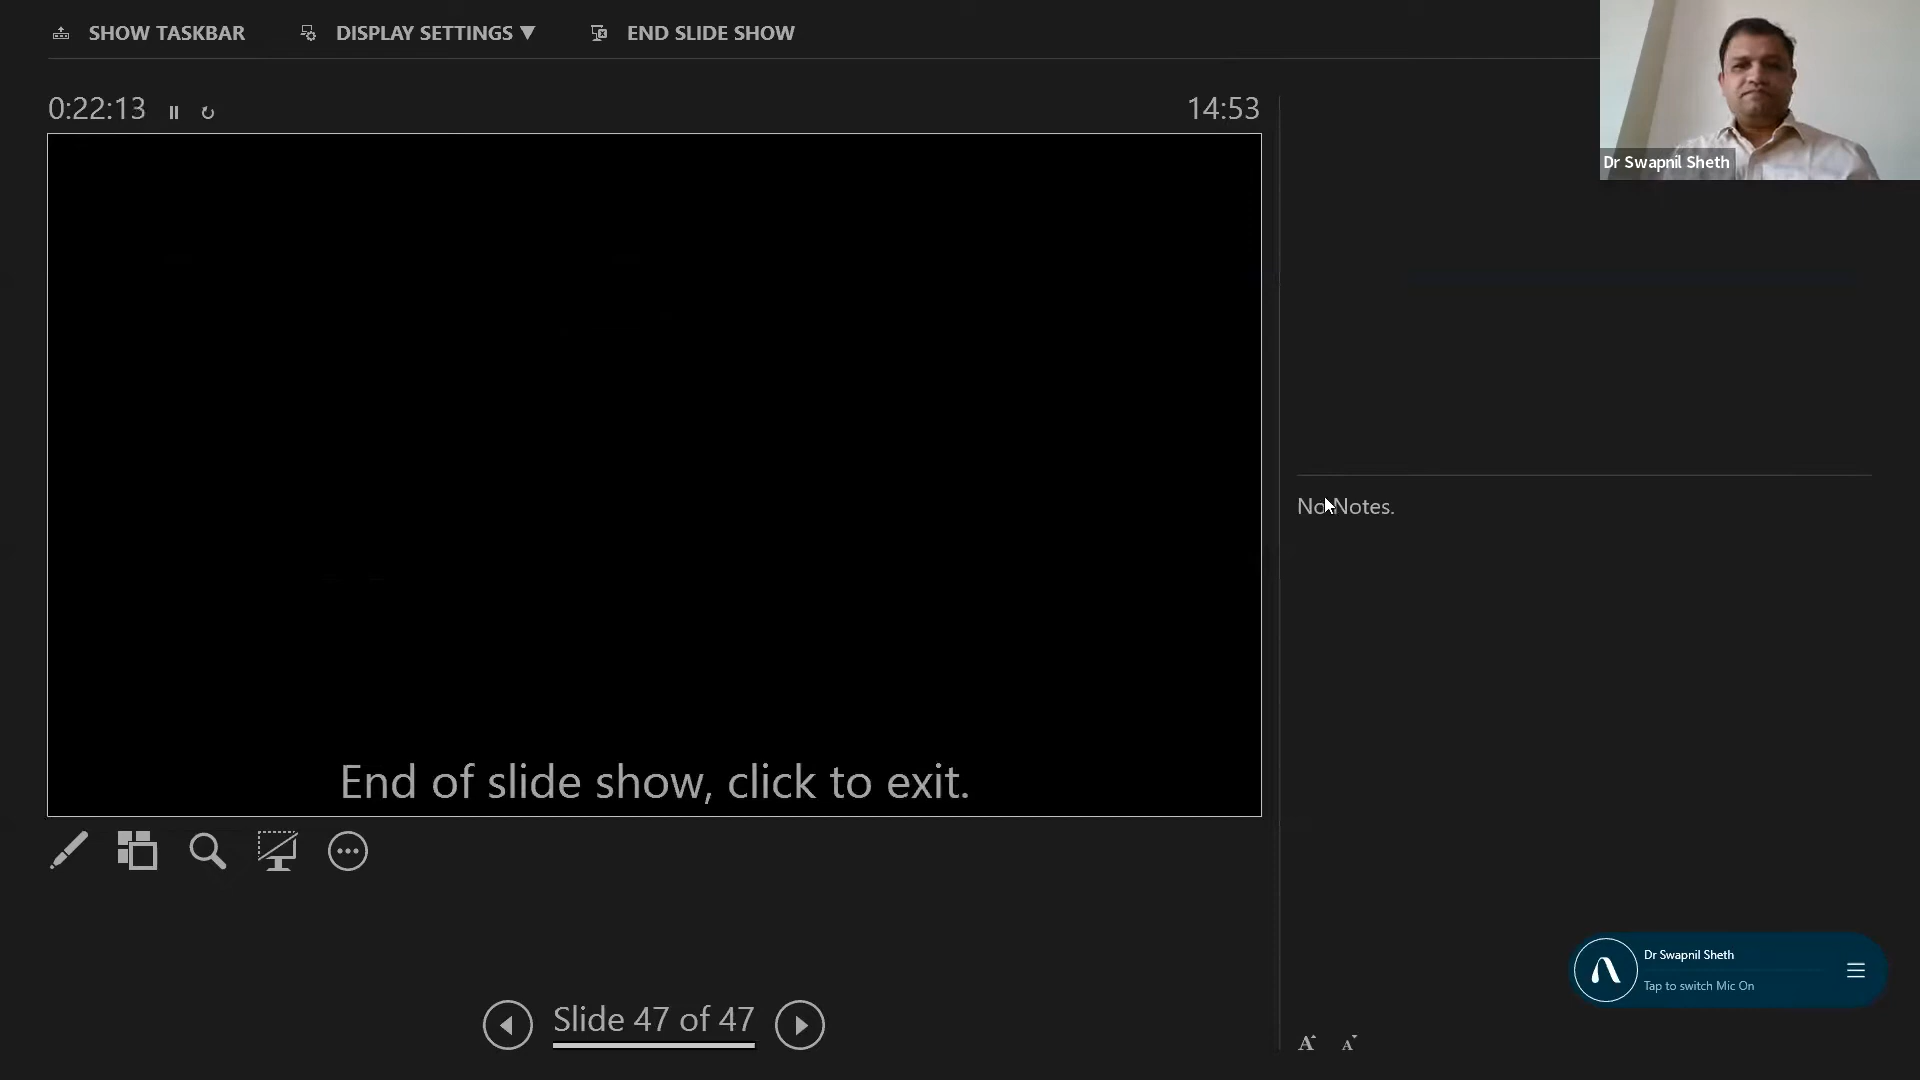 SHOW TASKBAR
DISPLAY SETTINGS ▼
END SLIDE SHOW
Dr Swapnil Sheth
0:22:13
14:53
No Notes.
End of slide show, click to exit.
Dr Swapnil Sheth
Tap to switch Mic On
Slide 47 of 47
A A